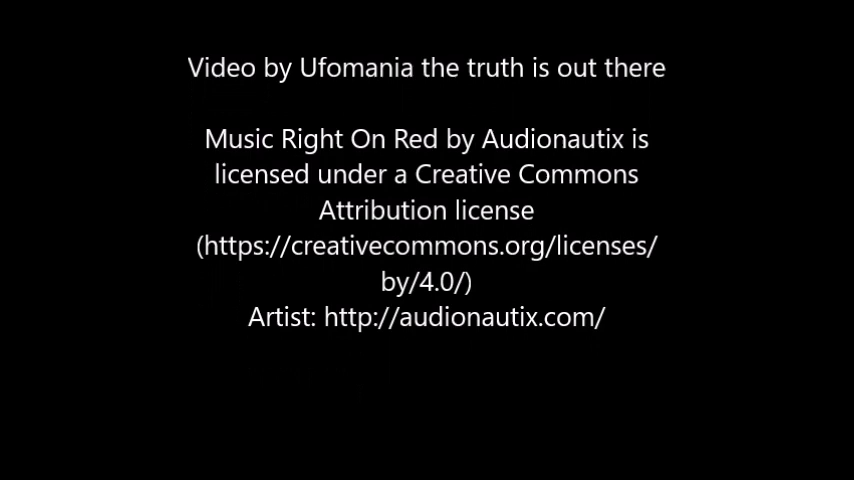 Video by Ufomania the truth is out there
Music Right On Red by Audionautix is
licensed under a Creative Commons
Attribution license
(https://creativecommons.org/licenses/
by/4.0/)
Artist: http://audionautix.com/